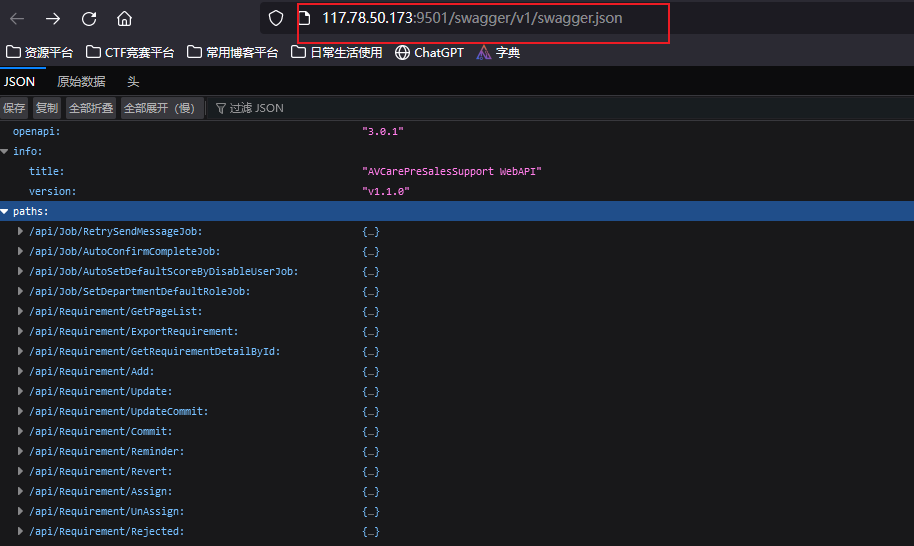 117.78.50.173:9501/swagger/v1/swagger.json
资源平台 CTF竞赛平台 常用博客平台 日常生活使用 ChatGPT 字典
JSON 原始数据 头
保存 复制 全部折叠 全部展开（慢） 过滤 JSON
openapi: "3.0.1"
info:
title: "AVCarePreSalesSupport WebAPI"
version: "v1.1.0"
paths:
/api/Job/RetrySendMessageJob: {…}
/api/Job/AutoConfirmCompleteJob: {…}
/api/Job/AutoSetDefaultScoreByDisableUserJob: {…}
/api/Job/SetDepartmentDefaultRoleJob: {…}
/api/Requirement/GetPageList: {…}
/api/Requirement/ExportRequirement: {…}
/api/Requirement/GetRequirementDetailById: {…}
/api/Requirement/Add: {…}
/api/Requirement/Update: {…}
/api/Requirement/UpdateCommit: {…}
/api/Requirement/Commit: {…}
/api/Requirement/Reminder: {…}
/api/Requirement/Revert: {…}
/api/Requirement/Assign: {…}
/api/Requirement/UnAssign: {…}
/api/Requirement/Rejected: {…}